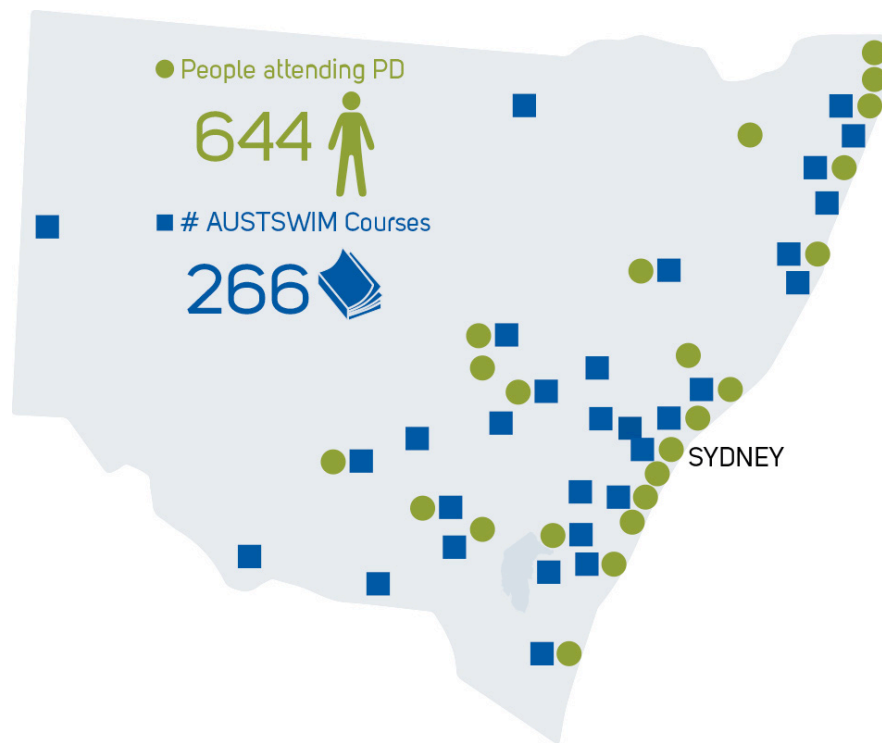 People attending PD
644
# AUSTSWIM Courses
266
SYDNEY